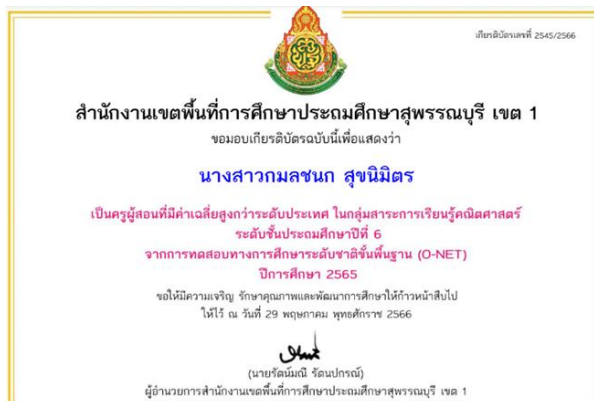 เกียรติบัตรเลขที่ 2545/2566
สำนักงานเขตพื้นที่การศึกษาประถมศึกษาสุพรรณบุรี เขต 1
ขอมอบเกียรติบัตรฉบับนี้เพื่อแสดงว่า
นางสาวกมลชนก สุขนิมิตร
เป็นครูผู้สอนที่มีค่าเฉลี่ยสูงกว่าระดับประเทศ ในกลุ่มสาระการเรียนรู้คณิตศาสตร์
ระดับชั้นประถมศึกษาปีที่ 6
จากการทดสอบทางการศึกษาระดับชาติขั้นพื้นฐาน (O-NET)
ปีการศึกษา 2565
ขอให้มีความเจริญ รักษาคุณภาพและพัฒนาการศึกษาให้ก้าวหน้าสืบไป
ให้ไว้ ณ วันที่ 29 พฤษภาคม พุทธศักราช 2566
(นายรัตน์มณี รัตนปกรณ์)
ผู้อำนวยการสำนักงานเขตพื้นที่การศึกษาประถมศึกษาสุพรรณบุรี เขต 1